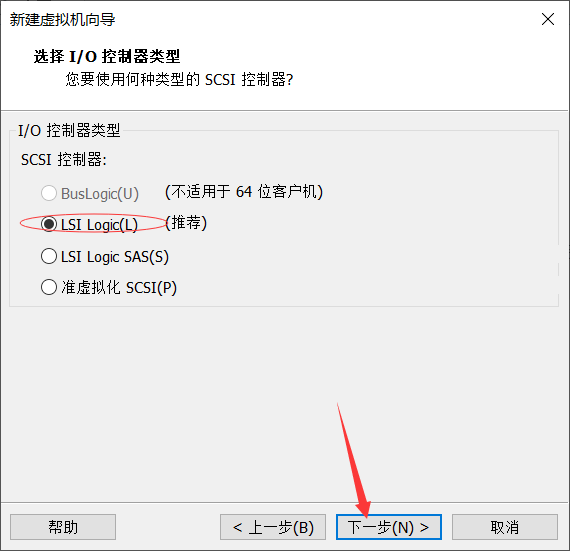 新建虚拟机向导
选择 I/O 控制器类型
您要使用何种类型的 SCSI 控制器?
I/O 控制器类型
SCSI 控制器:
BusLogic(U) (不适用于 64 位客户机)
LSI Logic(L) (推荐)
LSI Logic SAS(S)
准虚拟化 SCSI(P)
帮助 < 上一步(B) 下一步(N) > 取消